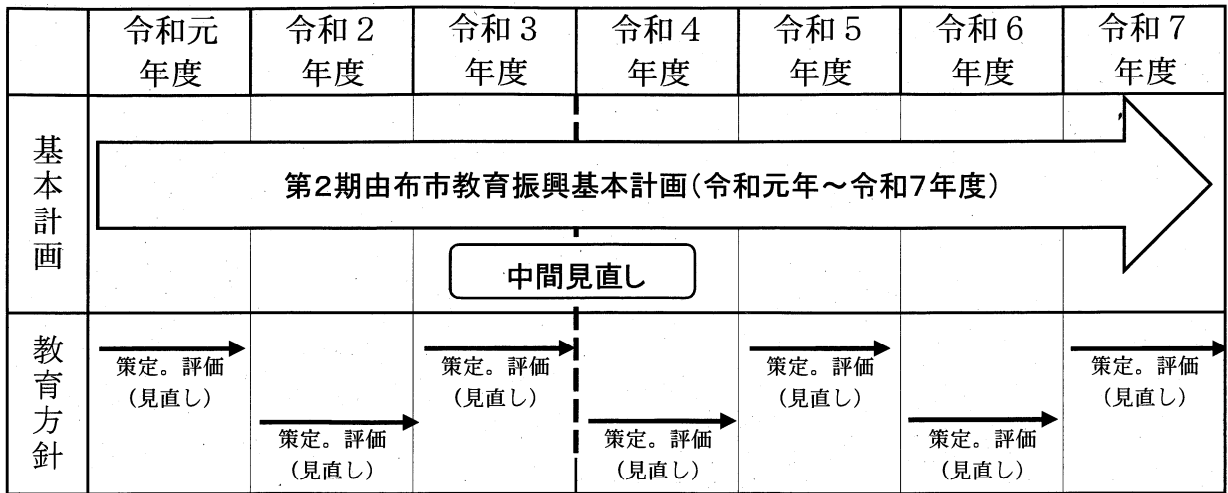 令和元
年度
令和２
年度
令和３
年度
令和４
年度
令和５
年度
令和６
年度
令和７
年度
基本計画
第２期由布市教育振興基本計画（令和元年～令和７年度）
中間見直し
教育方針
策定。評価
（見直し）
策定。評価
（見直し）
策定。評価
（見直し）
策定。評価
（見直し）
策定。評価
（見直し）
策定。評価
（見直し）
策定。評価
（見直し）